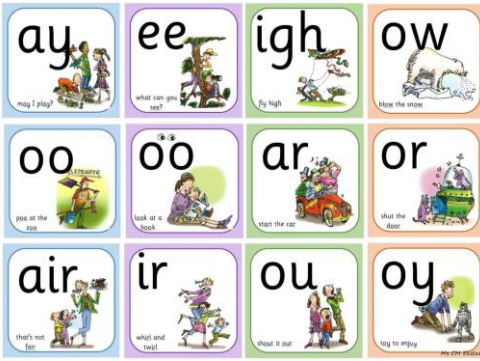 ay
may I play?
ee
what can you
see?
igh
fly high
ow
blow the snow
oo
poo at the
zoo
oo
look at a
book
ar
start the car
or
shut the
door
air
that's not
fair
ir
whirl and
twirl
ou
shout it out
oy
toy to enjoy
Ms CM